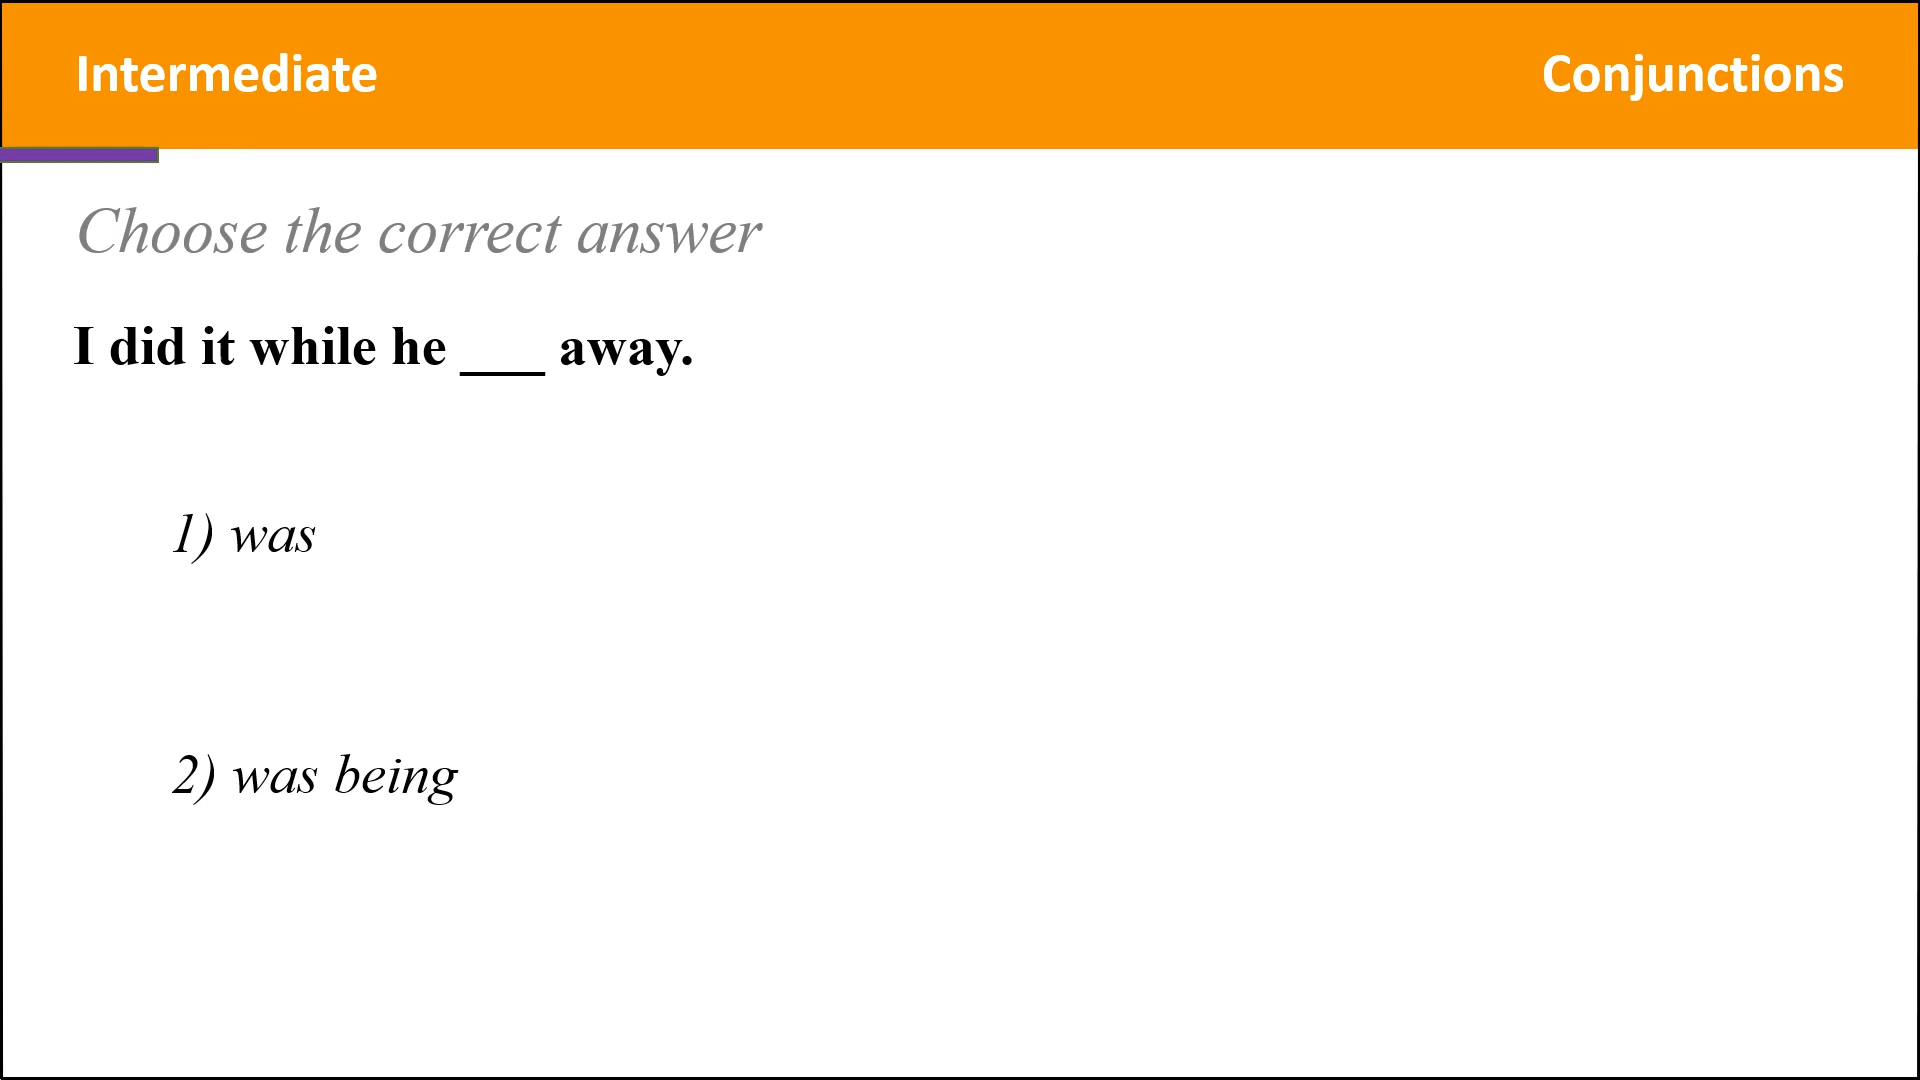 Intermediate
Conjunctions
Choose the correct answer
I did it while he ___ away.
1) was
2) was being